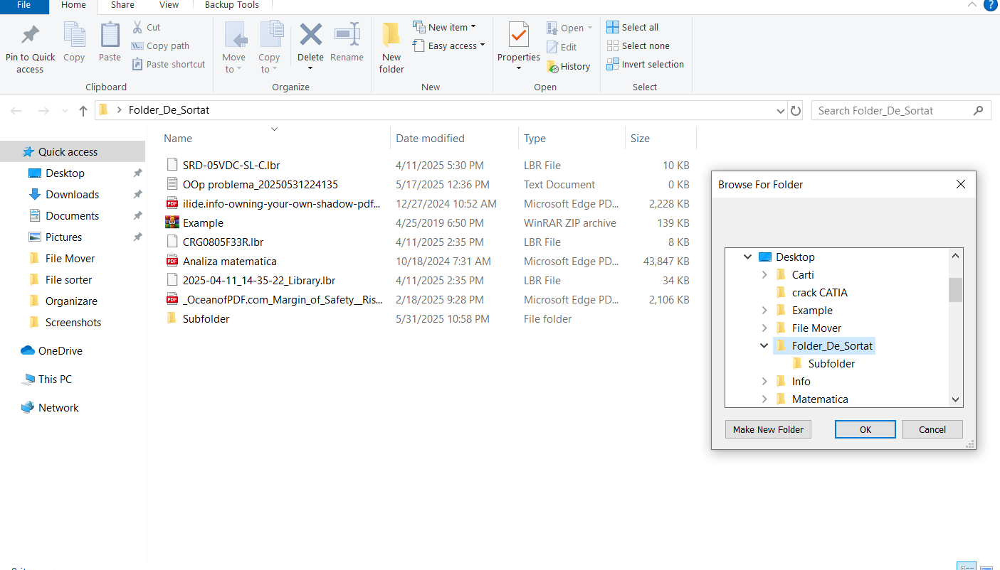 File Home Share View Backup Tools
Pin to Quick access
Copy
Paste
Cut
Copy path
Paste shortcut
Clipboard
Move to
Copy to
Delete
Rename
Organize
New folder
New item
Easy access
New
Properties
Open
Edit
History
Open
Select all
Select none
Invert selection
Select
Folder_De_Sortat
Search Folder_De_Sortat
Name Date modified Type Size
SRD-05VDC-SL-C.lbr 4/11/2025 5:30 PM LBR File 10 KB
OOp problema_20250531224135 5/17/2025 12:36 PM Text Document 0 KB
ilide.info-owning-your-own-shadow-pdf... 12/27/2024 10:52 AM Microsoft Edge PD... 2,228 KB
Example 4/25/2019 6:50 PM WinRAR ZIP archive 139 KB
CRG0805F33R.lbr 4/11/2025 2:35 PM LBR File 8 KB
Analiza matematica 10/18/2024 7:31 AM Microsoft Edge PD... 43,847 KB
2025-04-11_14-35-22_Library.lbr 4/11/2025 2:35 PM LBR File 34 KB
_OceanofPDF.com_Margin_of_Safety__Ris... 2/18/2025 9:28 PM Microsoft Edge PD... 2,106 KB
Subfolder 5/31/2025 10:58 PM File folder
Quick access
Desktop
Downloads
Documents
Pictures
File Mover
File sorter
Organizare
Screenshots
OneDrive
This PC
Network
Browse For Folder
Desktop
Carti
crack CATIA
Example
File Mover
Folder_De_Sortat
Subfolder
Info
Matematica
Make New Folder OK Cancel